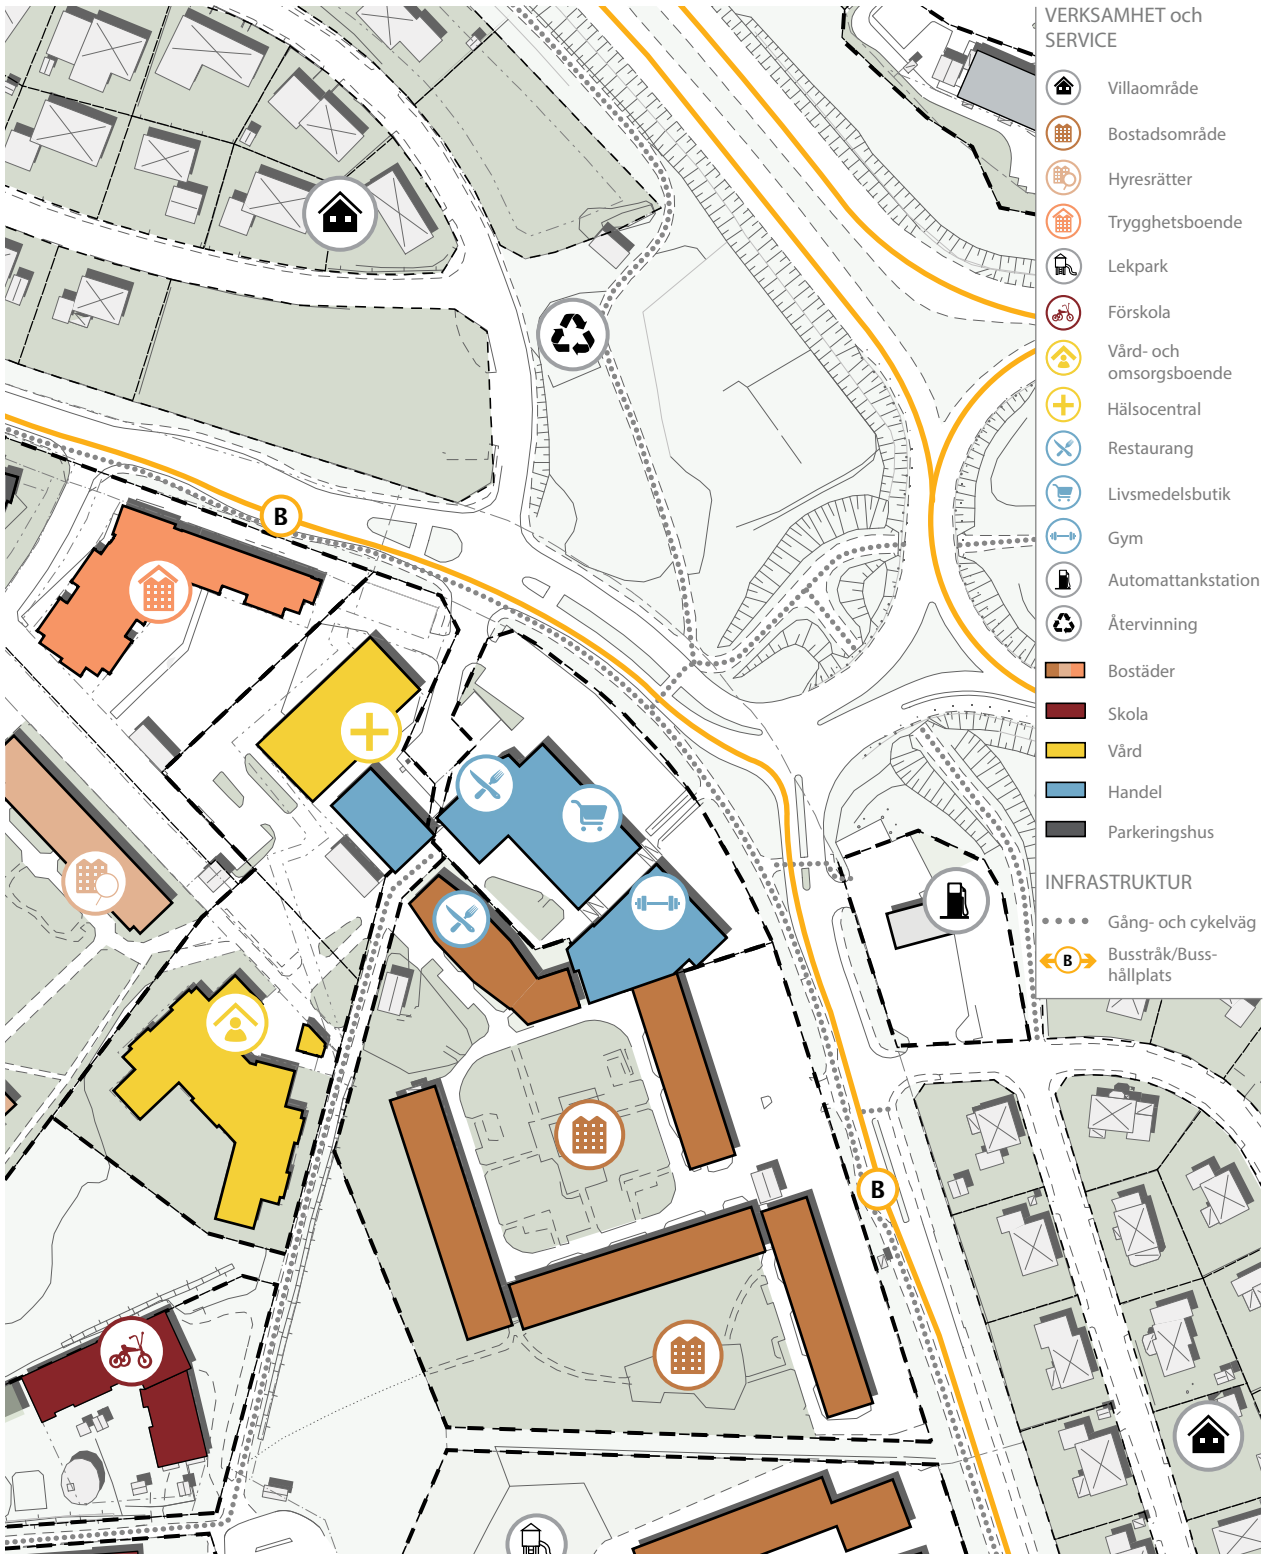 VERKSAMHET och
SERVICE
Villaområde
Bostadsområde
Hyresrätter
Trygghetsboende
Lekpark
Förskola
Vård- och
omsorgsboende
Hälsocentral
Restaurang
Livsmedelsbutik
Gym
Automattankstation
Återvinning
Bostäder
Skola
Vård
Handel
Parkeringshus
INFRASTRUKTUR
Gång- och cykelväg
B
Busstråk/Buss-
hållplats
B
B